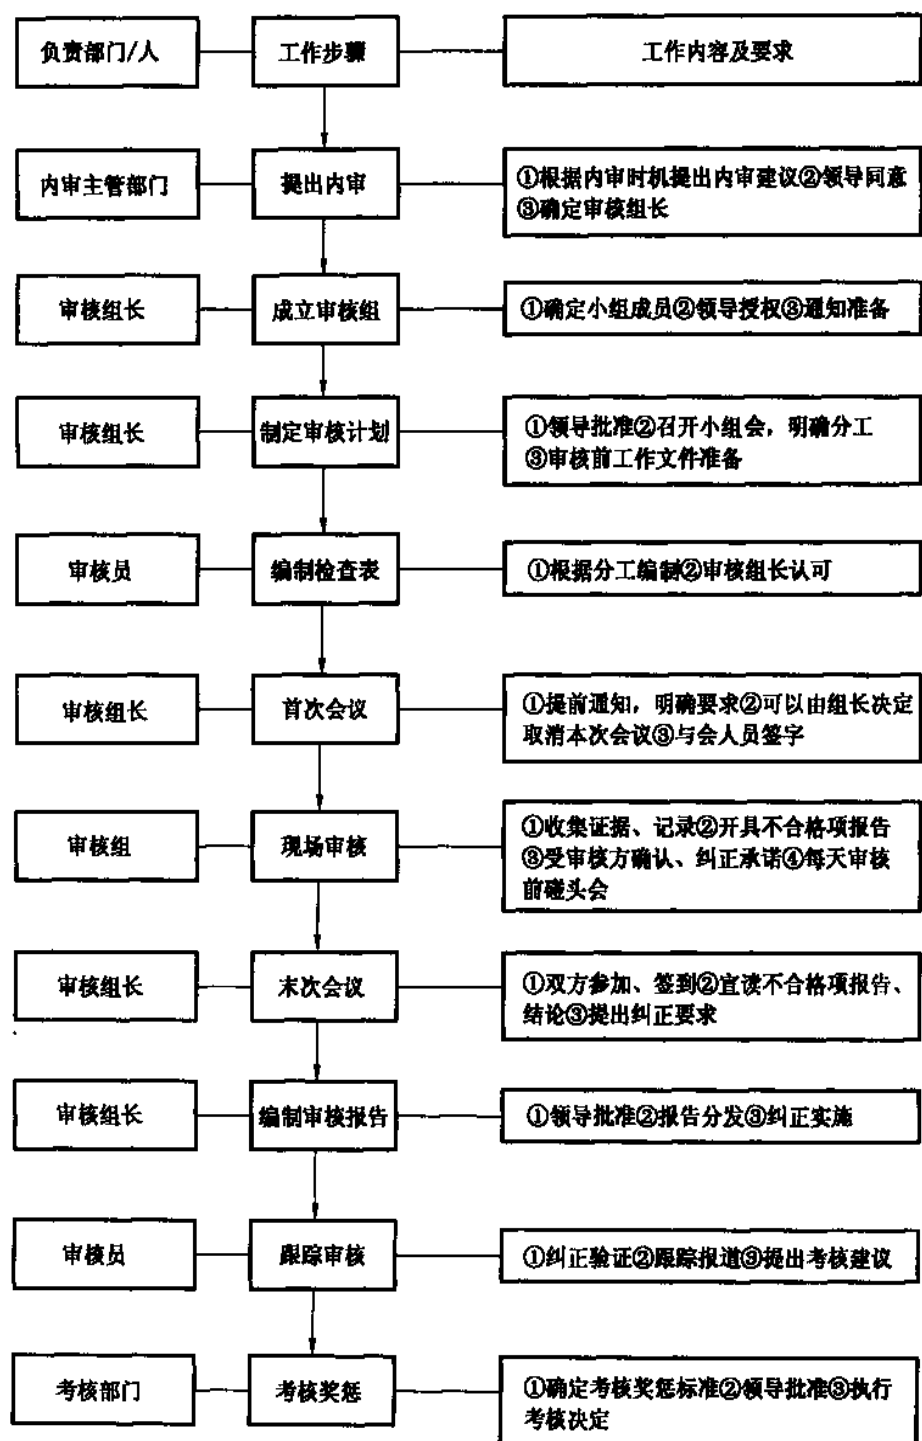 负责部门/人
工作步骤
工作内容及要求
内审主管部门
提出内审
①根据内审时机提出内审建议②领导同意
③确定审核组长
审核组长
成立审核组
①确定小组成员②领导授权③通知准备
审核组长
制定审核计划
①领导批准②召开小组会，明确分工
③审核前工作文件准备
审核员
编制检查表
①根据分工编制②审核组长认可
审核组长
首次会议
①提前通知，明确要求②可以由组长决定
取消本次会议③与会人员签字
审核组
现场审核
①收集证据、记录②开具不合格项报告
③受审核方确认、纠正承诺④每天审核
前碰头会
审核组长
末次会议
①双方参加、签到②宣读不合格项报告、
结论③提出纠正要求
审核组长
编制审核报告
①领导批准②报告分发③纠正实施
审核员
跟踪审核
①纠正验证②跟踪报道③提出考核建议
考核部门
考核奖惩
①确定考核奖惩标准②领导批准③执行
考核决定